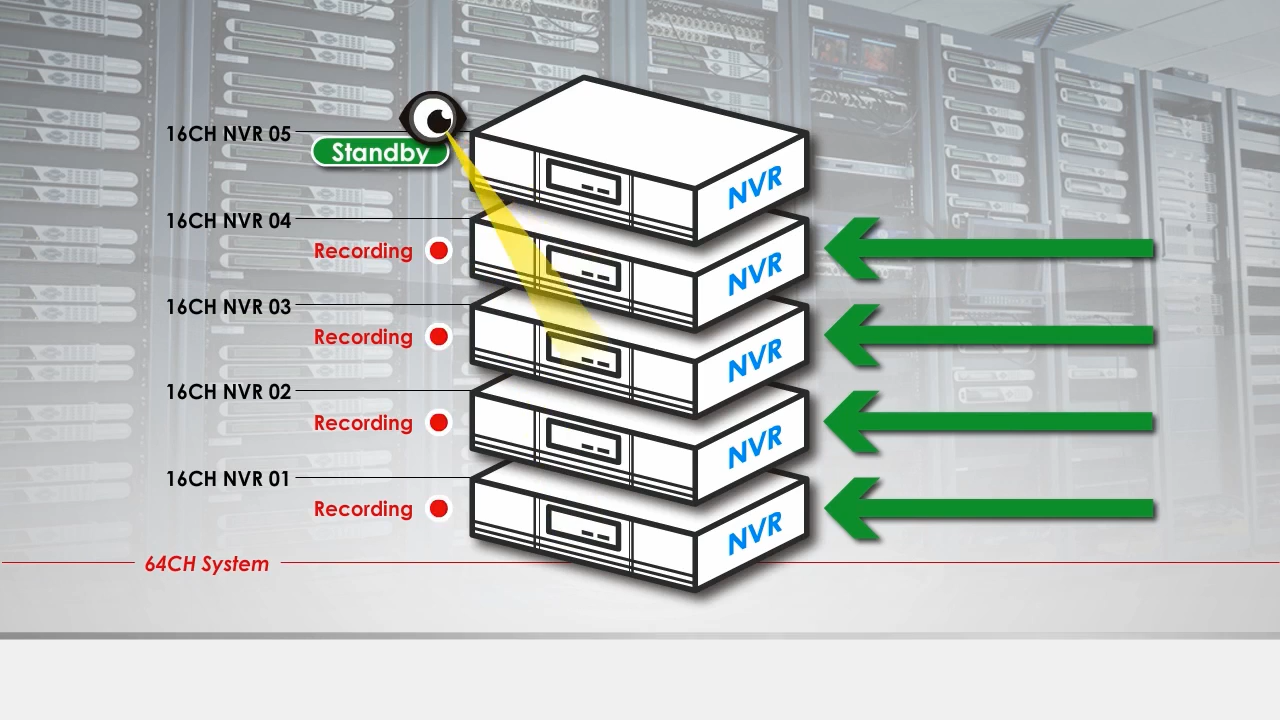 16CH NVR 05
Standby
NVR
16CH NVR 04
Recording
NVR
16CH NVR 03
Recording
NVR
16CH NVR 02
Recording
NVR
16CH NVR 01
Recording
NVR
64CH System